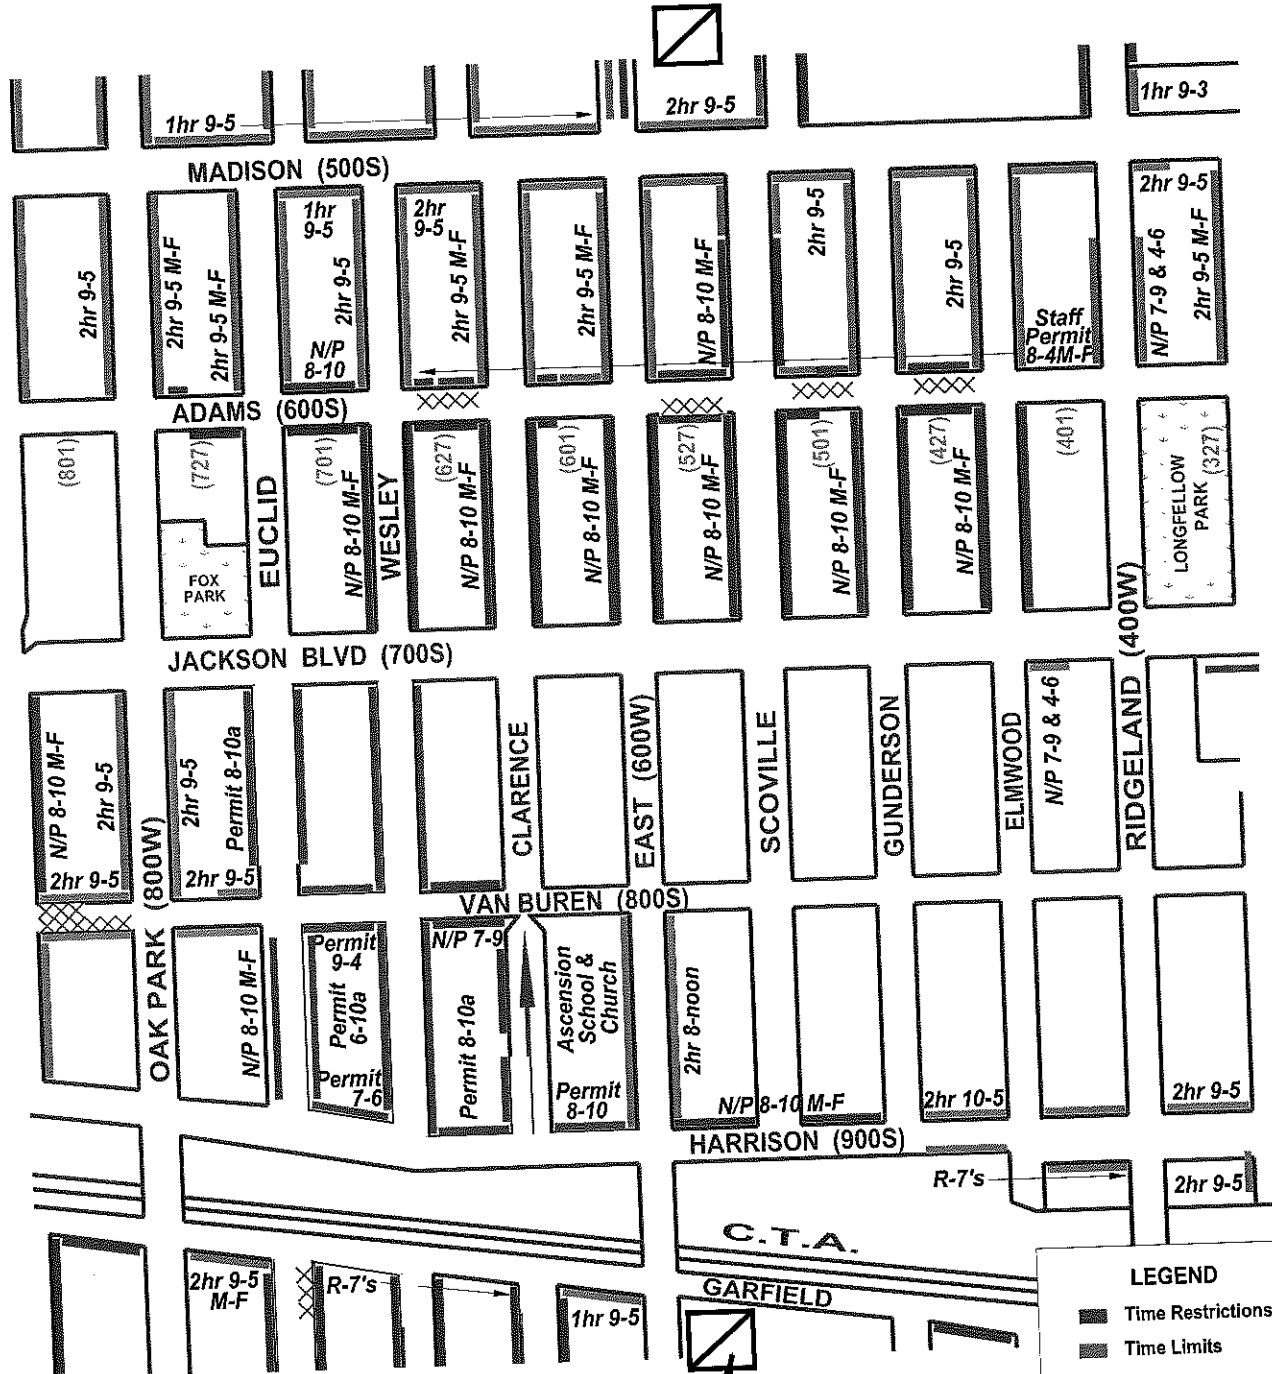 1hr 9-5
2hr 9-5
1hr 9-3
MADISON (500S)
2hr 9-5
2hr 9-5 M-F
2hr 9-5 M-F
1hr
9-5
2hr 9-5
N/P
8-10
2hr
9-5
2hr 9-5 M-F
2hr 9-5 M-F
N/P 8-10 M-F
2hr 9-5
2hr 9-5
Staff
Permit
8-4M-F
2hr 9-5
N/P 7-9 & 4-6
2hr 9-5 M-F
ADAMS (600S)
(801)
(727)
(701)
(627)
(601)
(527)
(501)
(427)
(401)
(327)
FOX
PARK
EUCLID
N/P 8-10 M-F
WESLEY
N/P 8-10 M-F
N/P 8-10 M-F
N/P 8-10 M-F
N/P 8-10 M-F
N/P 8-10 M-F
LONGFELLOW
PARK
JACKSON BLVD (700S)
N/P 8-10 M-F
2hr 9-5
2hr 9-5
2hr 9-5
Permit 8-10a
2hr 9-5
OAK PARK (800W)
CLARENCE
EAST (600W)
SCOVILLE
GUNDERSON
ELMWOOD
N/P 7-9 & 4-6
RIDGELAND (400W)
VAN BUREN (800S)
N/P 8-10 M-F
Permit
9-4
Permit
6-10a
Permit
7-6
N/P 7-9
Permit 8-10a
Ascension
School &
Church
Permit
8-10
2hr 8-noon
N/P 8-10 M-F
2hr 10-5
2hr 9-5
HARRISON (900S)
R-7's
2hr 9-5
C.T.A.
GARFIELD
2hr 9-5
M-F
R-7's
1hr 9-5
LEGEND
Time Restrictions
Time Limits